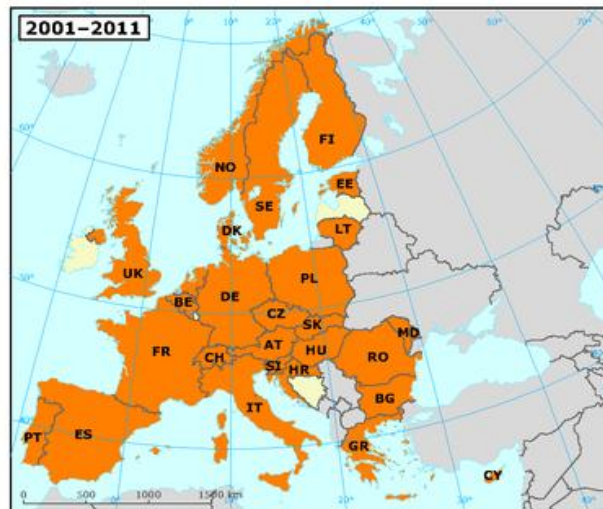 2001–2011
FI
NO
EE
SE
LT
DK
UK
PL
BE
DE
CZ
SK
MD
FR
AT
HU
CH
RO
SI
HR
IT
BG
PT
ES
GR
CY
0 500 1000 1500 km